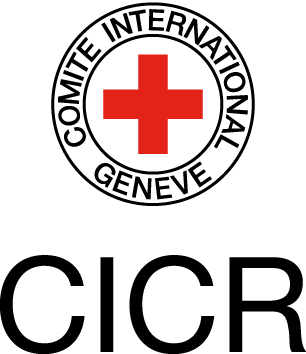 COMITE INTERNATIONAL
GENEVE
CICR